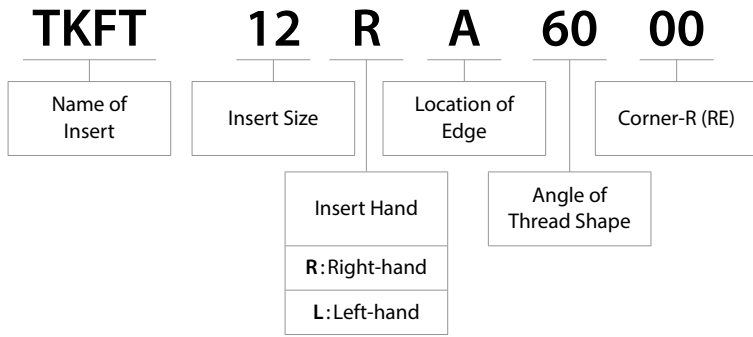 TKFT 12 R A 60 00
Name of
Insert
Insert Size
Location of
Edge
Corner-R (RE)
Insert Hand
R:Right-hand
L:Left-hand
Angle of
Thread Shape